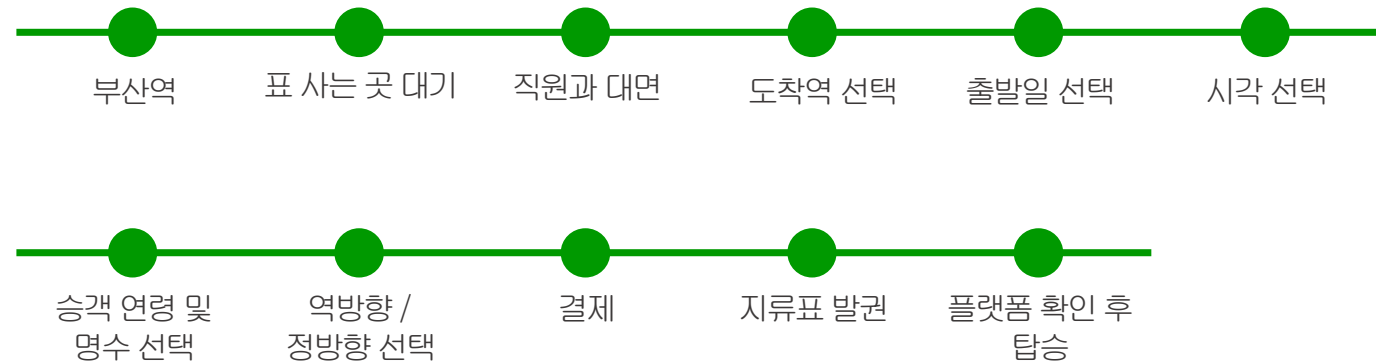 부산역
표 사는 곳 대기
직원과 대면
도착역 선택
출발일 선택
시각 선택
승객 연령 및
명수 선택
역방향 /
정방향 선택
결제
지류표 발권
플랫폼 확인 후
탑승